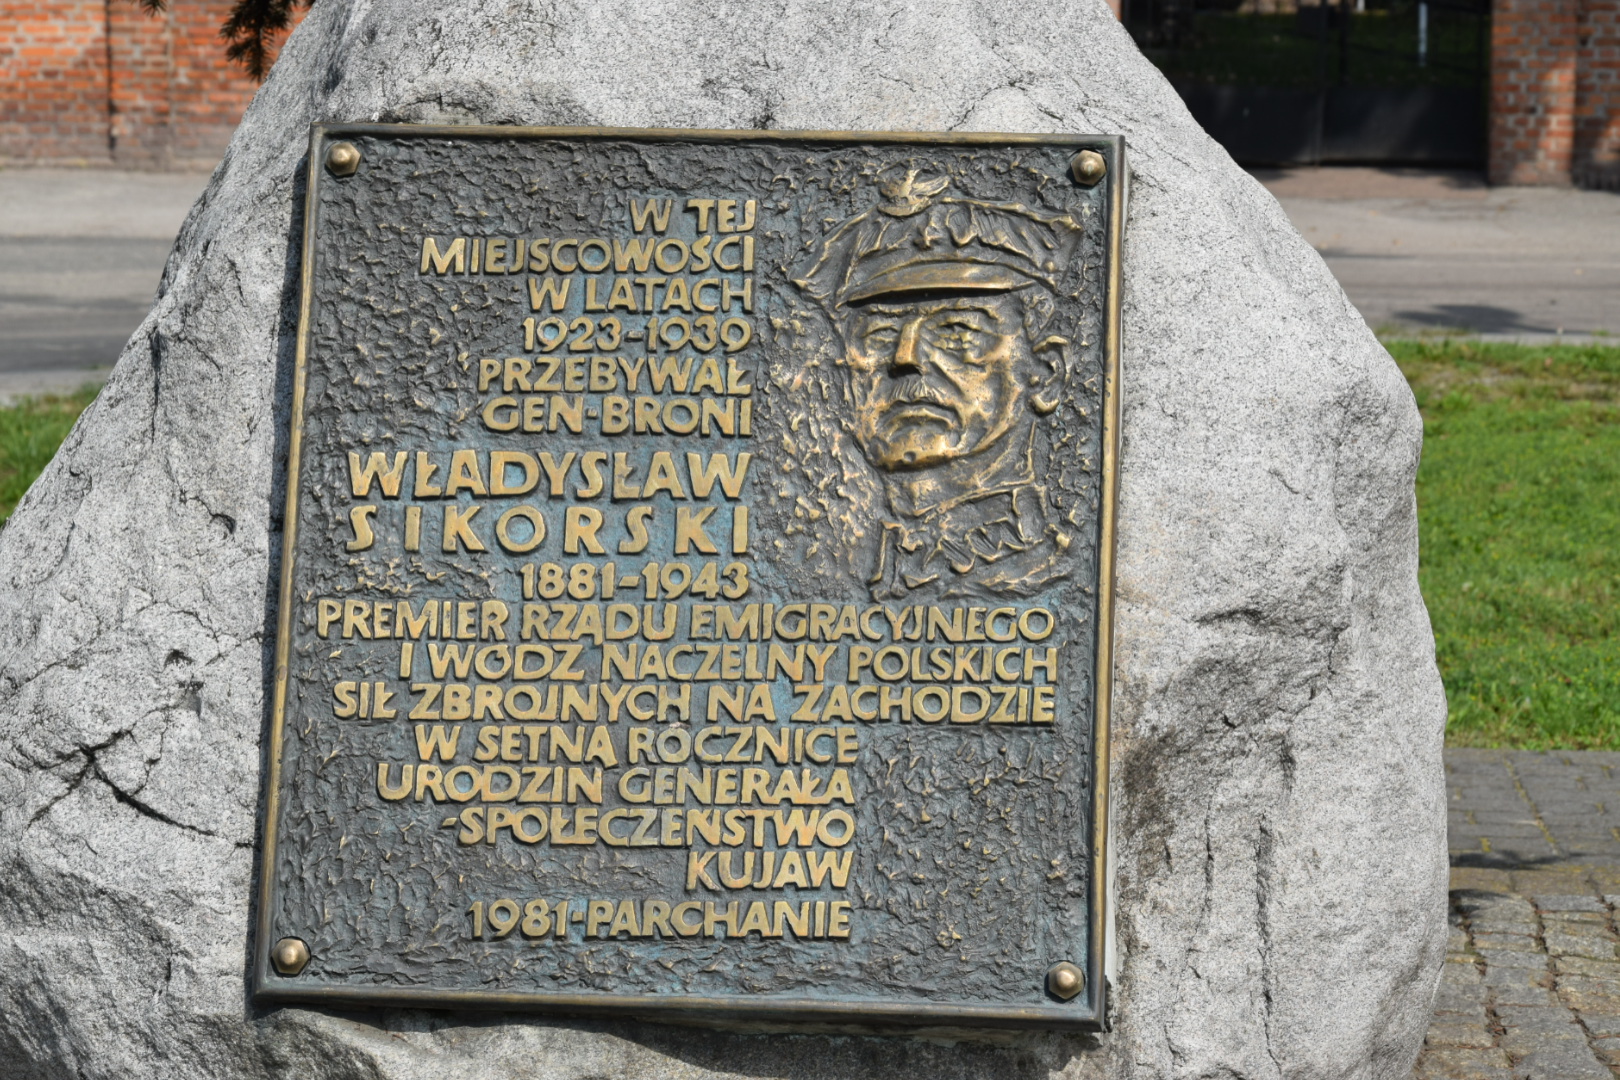 W TEJ
MIEJSCOWOŚCI
W LATACH
1923-1939
PRZEBYWAŁ
GEN·BRONI
WŁADYSŁAW
SIKORSKI
1881-1943
PREMIER RZĄDU EMIGRACYJNEGO
I WÓDZ NACZELNY POLSKICH
SIŁ ZBROJNYCH NA ZACHODZIE
W SETNĄ ROCZNICE
URODZIN GENERAŁA
-SPOŁECZEŃSTWO
KUJAW
1981-PARCHANIE